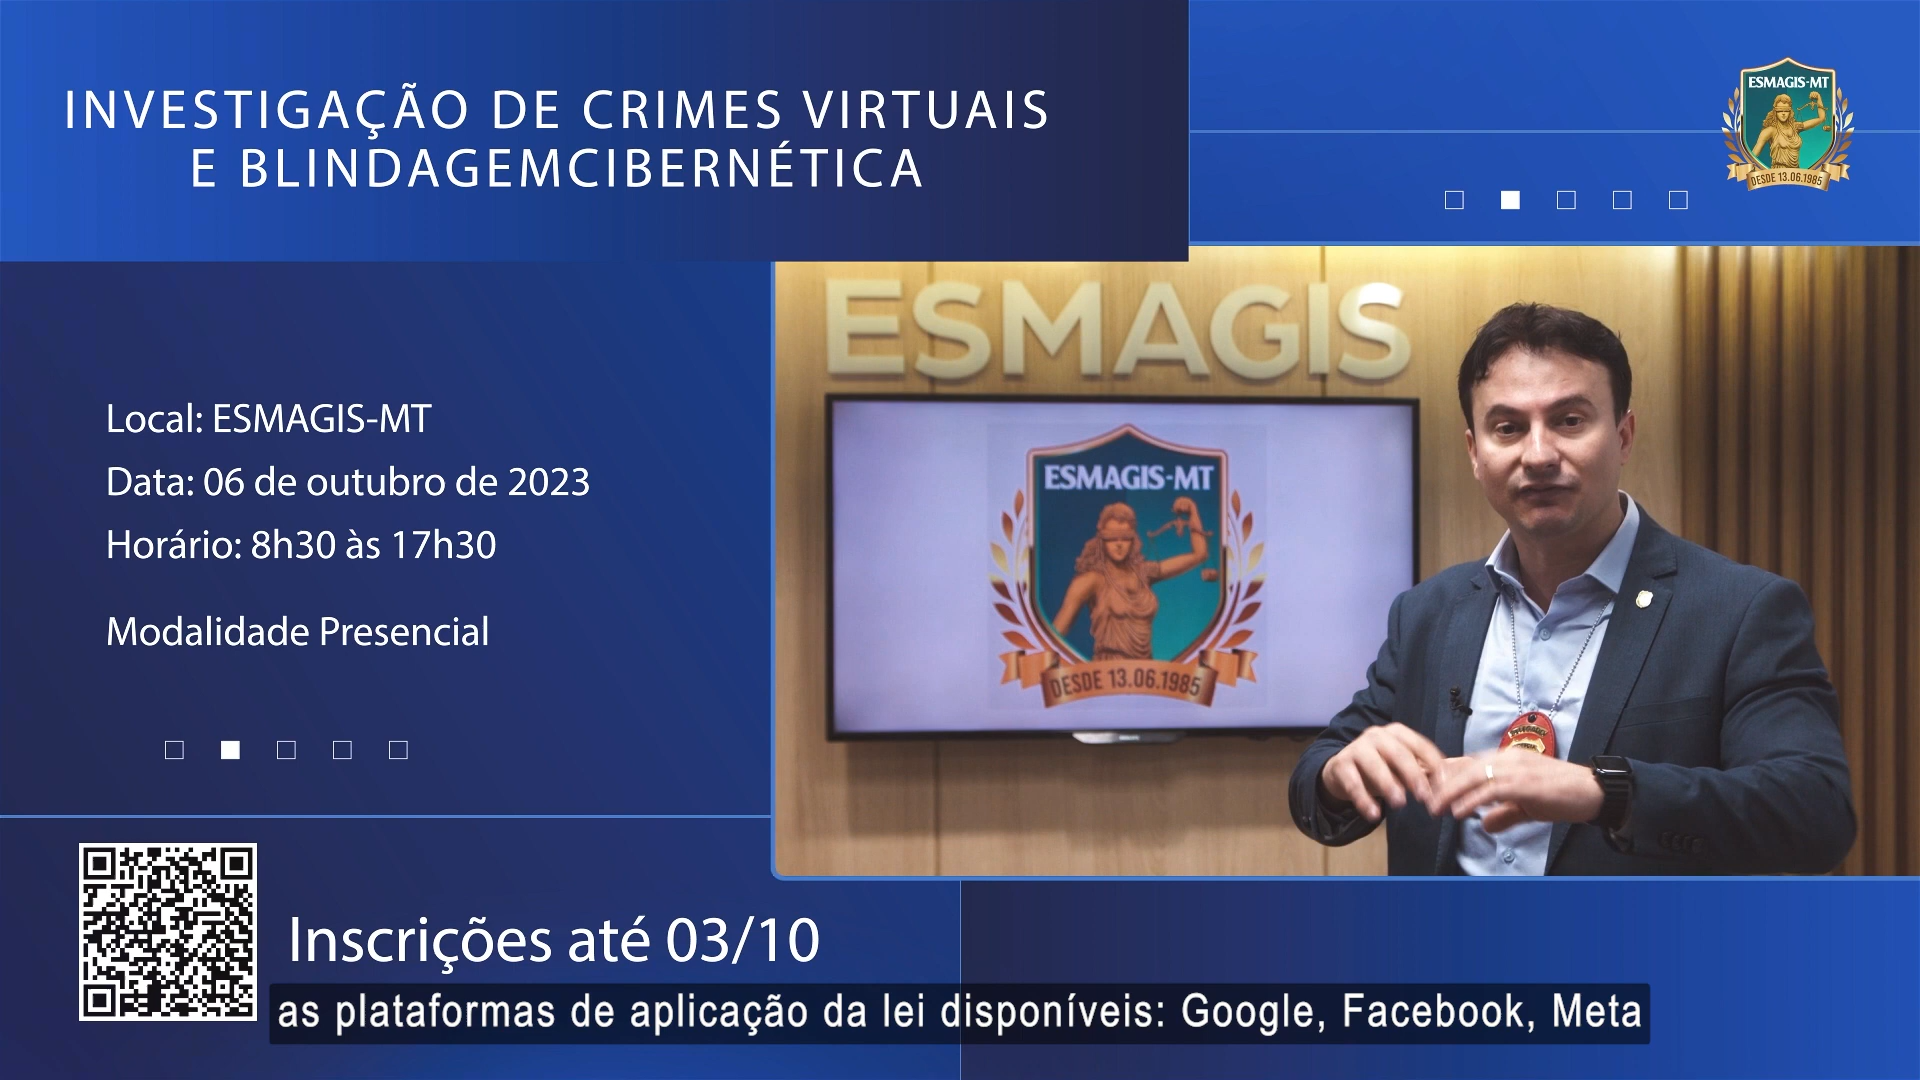 INVESTIGAÇÃO DE CRIMES VIRTUAIS
E BLINDAGEMCIBERNÉTICA
ESMAGIS-MT
DESDE 13.06.1985
Local: ESMAGIS-MT
Data: 06 de outubro de 2023
Horário: 8h30 às 17h30
Modalidade Presencial
ESMAGIS
ESMAGIS-MT
DESDE 13.06.1985
Inscrições até 03/10
as plataformas de aplicação da lei disponíveis: Google, Facebook, Meta